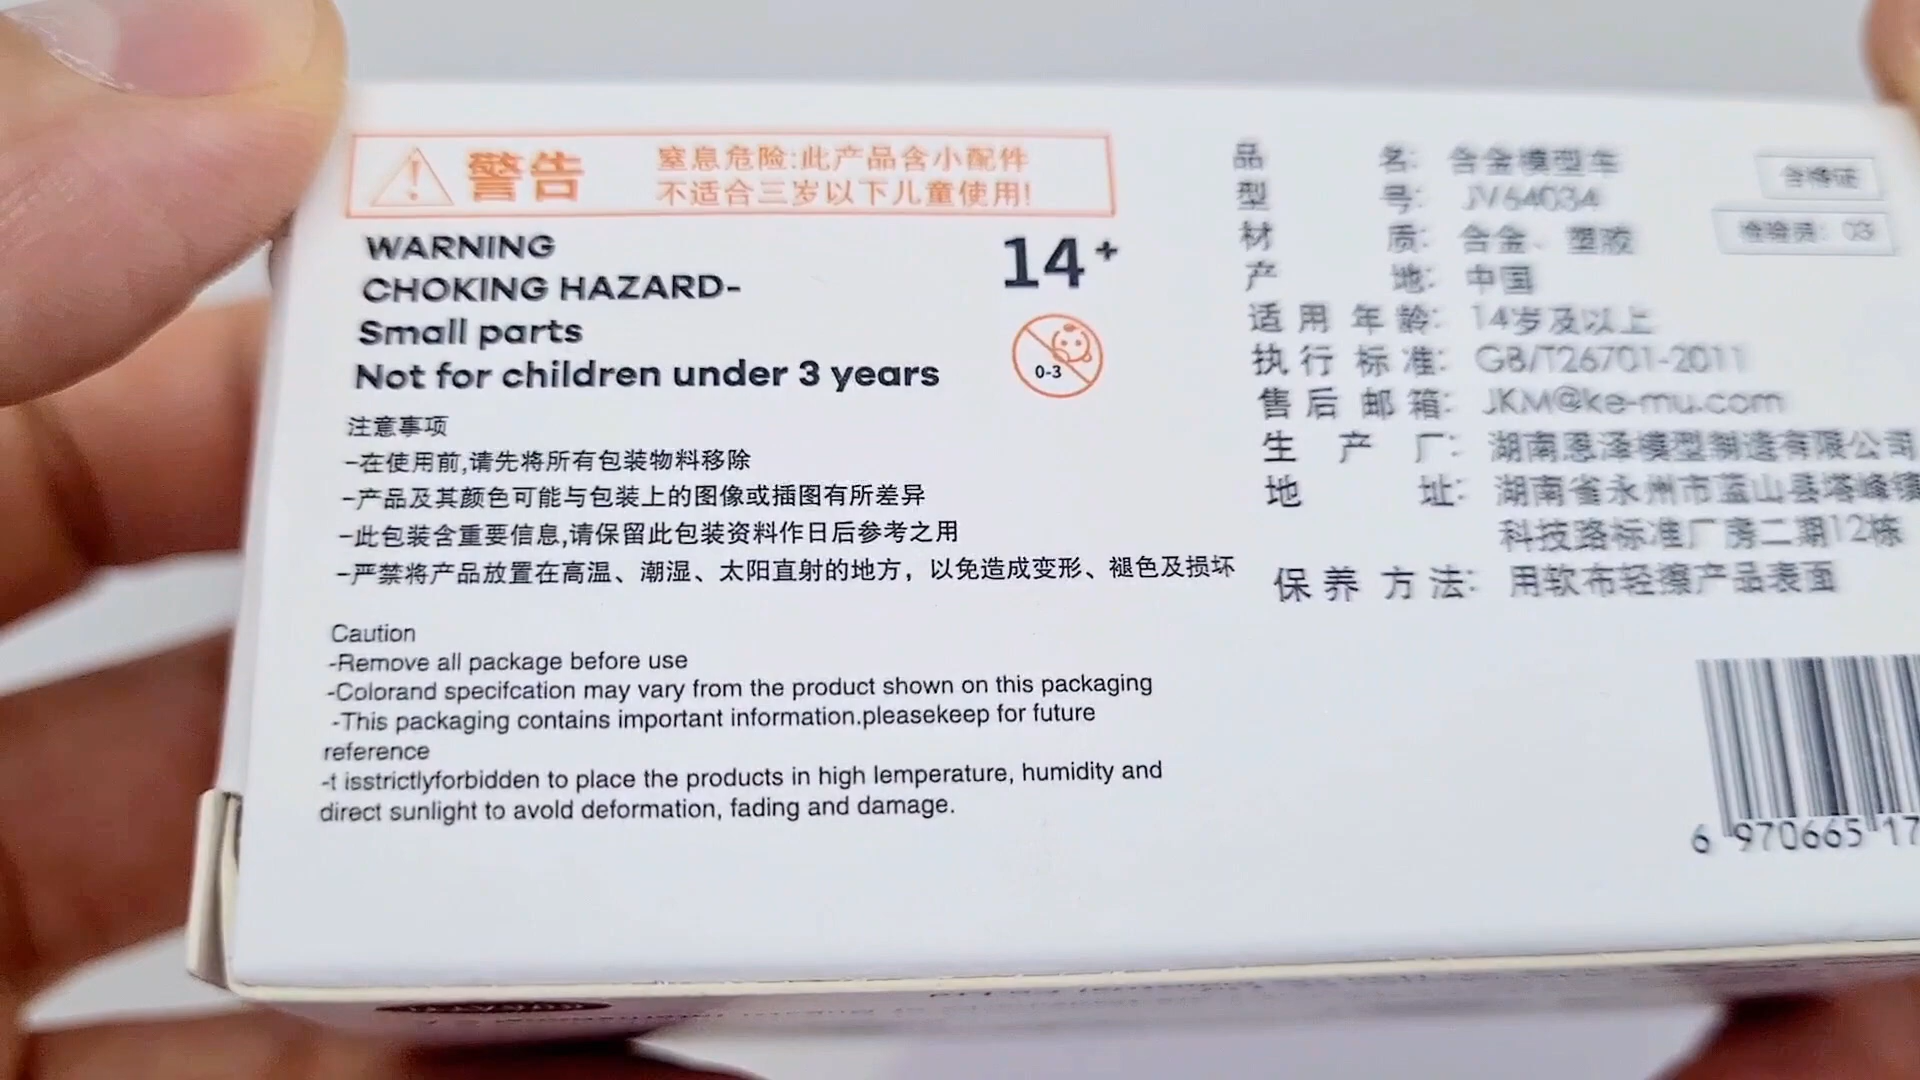 警告
窒息危险:此产品含小配件
不适合三岁以下儿童使用!
WARNING
CHOKING HAZARD-
Small parts
Not for children under 3 years
14+
0-3
注意事项
-在使用前,请先将所有包装物料移除
-产品及其颜色可能与包装上的图像或插图有所差异
-此包装含重要信息,请保留此包装资料作日后参考之用
-严禁将产品放置在高温、潮湿、太阳直射的地方，以免造成变形、褪色及损坏
Caution
-Remove all package before use
-Colorand specifcation may vary from the product shown on this packaging
-This packaging contains important information.pleasekeep for future
reference
-t isstrictlyforbidden to place the products in high lemperature, humidity and
direct sunlight to avold deformation, fading and damage.
品名: 合金模型车
型号: JV64034
材质: 合金、塑胶
产地: 中国
适用年龄: 14岁及以上
执行标准: GB/T26701-2011
售后邮箱: JKM@ke-mu.com
生产厂: 湖南恩泽模型制造有限公司
地址: 湖南省永州市蓝山县塔峰镇
科技路标准厂房二期12栋
保养方法: 用软布轻擦产品表面
合格证
检验员: 03
6 970665 17